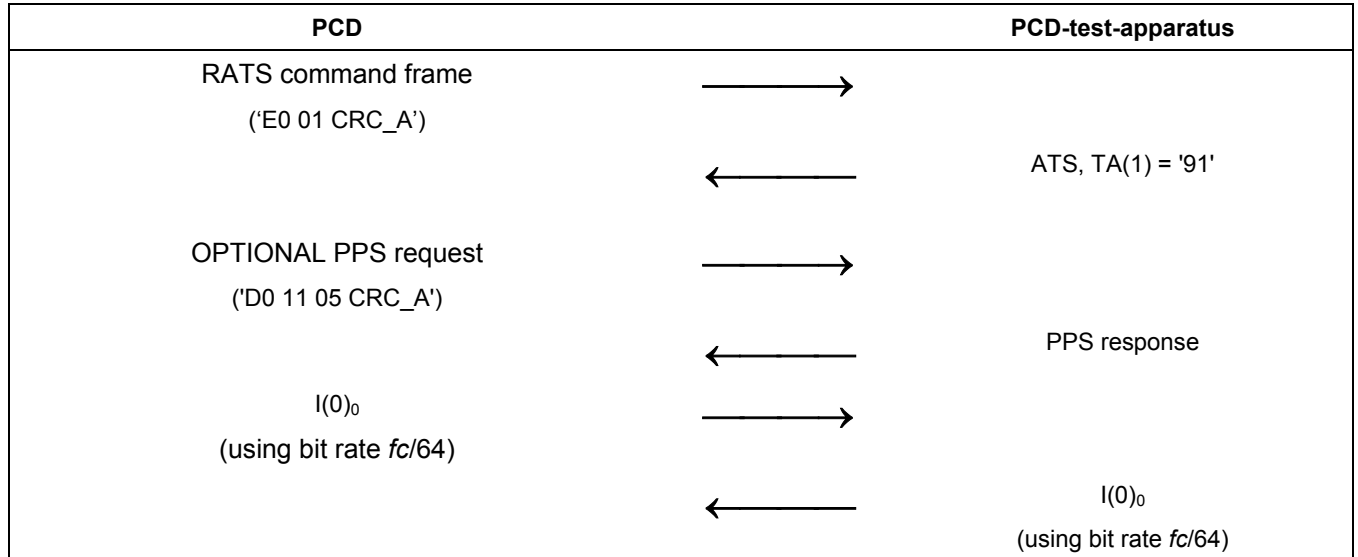 PCD PCD-test-apparatus
RATS command frame
(‘E0 01 CRC_A’)
ATS, TA(1) = '91'
OPTIONAL PPS request
('D0 11 05 CRC_A')
PPS response
I(0)₀
(using bit rate fc/64)
I(0)₀
(using bit rate fc/64)